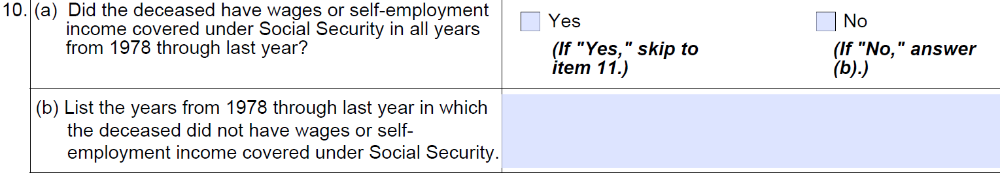 10. (a) Did the deceased have wages or self-employment
income covered under Social Security in all years
from 1978 through last year?
Yes
(If "Yes," skip to
item 11.)
No
(If "No," answer
(b).)
(b) List the years from 1978 through last year in which
the deceased did not have wages or self-
employment income covered under Social Security.